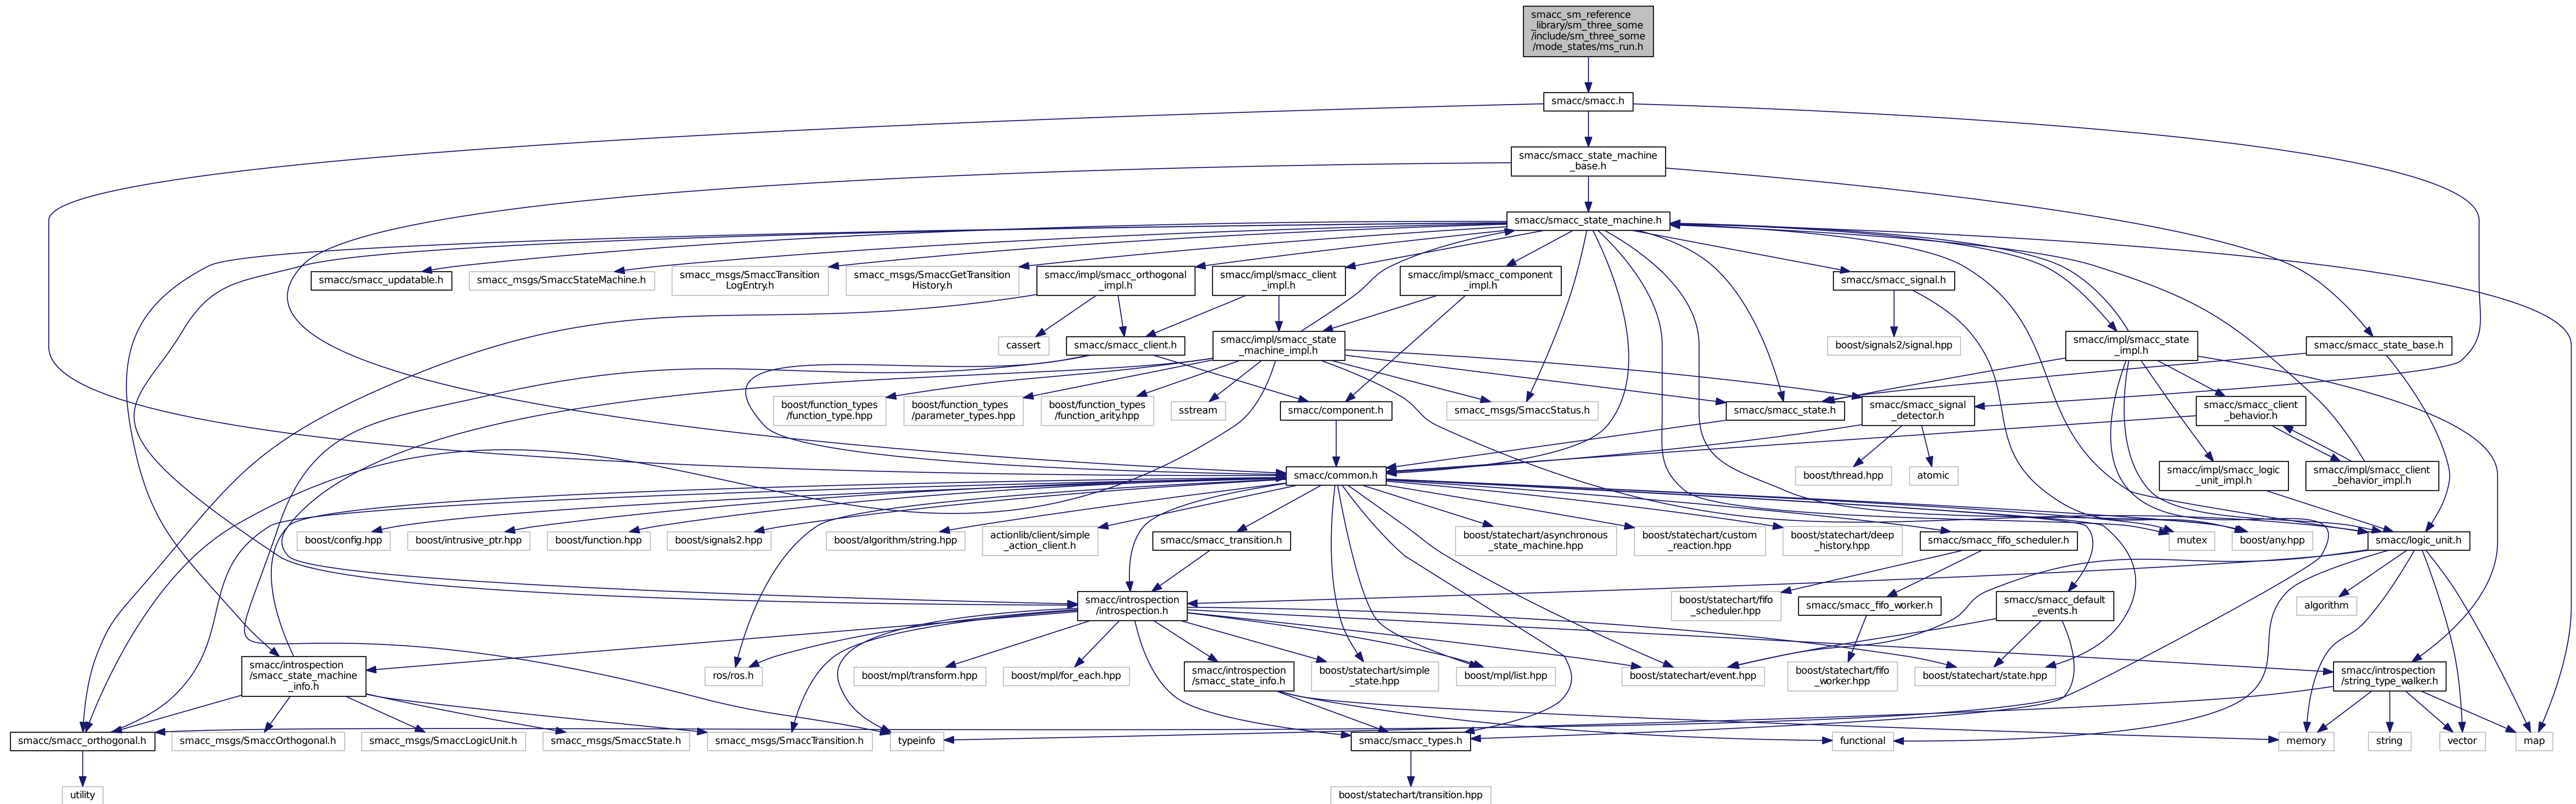 smacc_sm_reference
_library/sm_three_some
/include/sm_three_some
/mode_states/ms_run.h
smacc/smacc.h
smacc/smacc_state_machine
_base.h
smacc/smacc_state_machine.h
smacc/smacc_updatable.h
smacc_msgs/SmaccStateMachine.h
smacc_msgs/SmaccTransition
LogEntry.h
smacc_msgs/SmaccGetTransition
History.h
smacc/impl/smacc_orthogonal
_impl.h
smacc/impl/smacc_client
_impl.h
smacc/impl/smacc_component
_impl.h
smacc/smacc_signal.h
cassert
smacc/smacc_client.h
smacc/impl/smacc_state
_machine_impl.h
boost/signals2/signal.hpp
smacc/impl/smacc_state
_impl.h
smacc/smacc_state_base.h
boost/function_types
/function_type.hpp
boost/function_types
/parameter_types.hpp
boost/function_types
/function_arity.hpp
sstream
smacc/component.h
smacc_msgs/SmaccStatus.h
smacc/smacc_state.h
smacc/smacc_signal
_detector.h
smacc/smacc_client
_behavior.h
smacc/common.h
boost/thread.hpp
atomic
smacc/impl/smacc_logic
_unit_impl.h
smacc/impl/smacc_client
_behavior_impl.h
boost/config.hpp
boost/intrusive_ptr.hpp
boost/function.hpp
boost/signals2.hpp
boost/algorithm/string.hpp
actionlib/client/simple
_action_client.h
smacc/smacc_transition.h
boost/statechart/asynchronous
_state_machine.hpp
boost/statechart/custom
_reaction.hpp
boost/statechart/deep
_history.hpp
smacc/smacc_fifo_scheduler.h
mutex
boost/any.hpp
smacc/logic_unit.h
smacc/introspection
/introspection.h
boost/statechart/fifo
_scheduler.hpp
smacc/smacc_fifo_worker.h
smacc/smacc_default
_events.h
algorithm
smacc/introspection
/smacc_state_machine
_info.h
ros/ros.h
boost/mpl/transform.hpp
boost/mpl/for_each.hpp
smacc/introspection
/smacc_state_info.h
boost/statechart/simple
_state.hpp
boost/mpl/list.hpp
boost/statechart/event.hpp
boost/statechart/fifo
_worker.hpp
boost/statechart/state.hpp
smacc/introspection
/string_type_walker.h
smacc/smacc_orthogonal.h
smacc_msgs/SmaccOrthogonal.h
smacc_msgs/SmaccLogicUnit.h
smacc_msgs/SmaccState.h
smacc_msgs/SmaccTransition.h
typeinfo
smacc/smacc_types.h
functional
memory
string
vector
map
utility
boost/statechart/transition.hpp